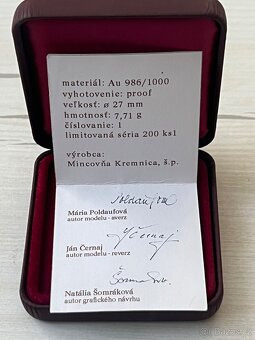 materiál: Au 986/1000
vyhotovenie: proof
veľkosť: ø 27 mm
hmotnosť: 7,71 g
číslovanie: 1
limitovaná séria 200 ks1
výrobca:
Mincovňa Kremnica, š.p.
Mária Poldaufová
autor modelu - averz
Ján Černaj
autor modelu - reverz
Natália Šomráková
autor grafického návrhu